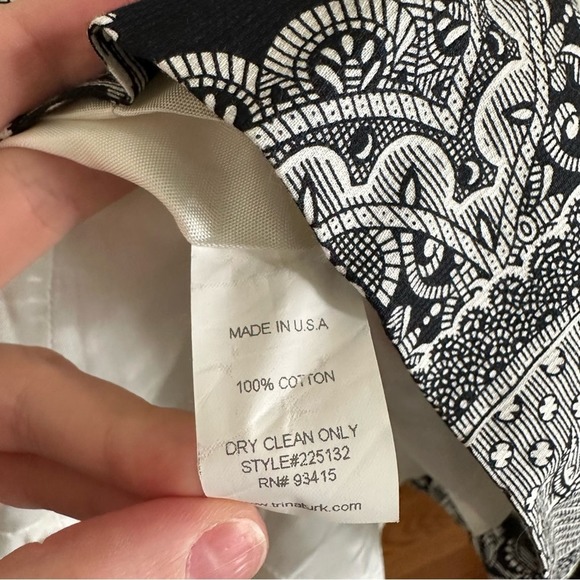 MADE IN U.S.A
100% COTTON
DRY CLEAN ONLY
STYLE#225132
RN# 93415
www.trinaturk.com